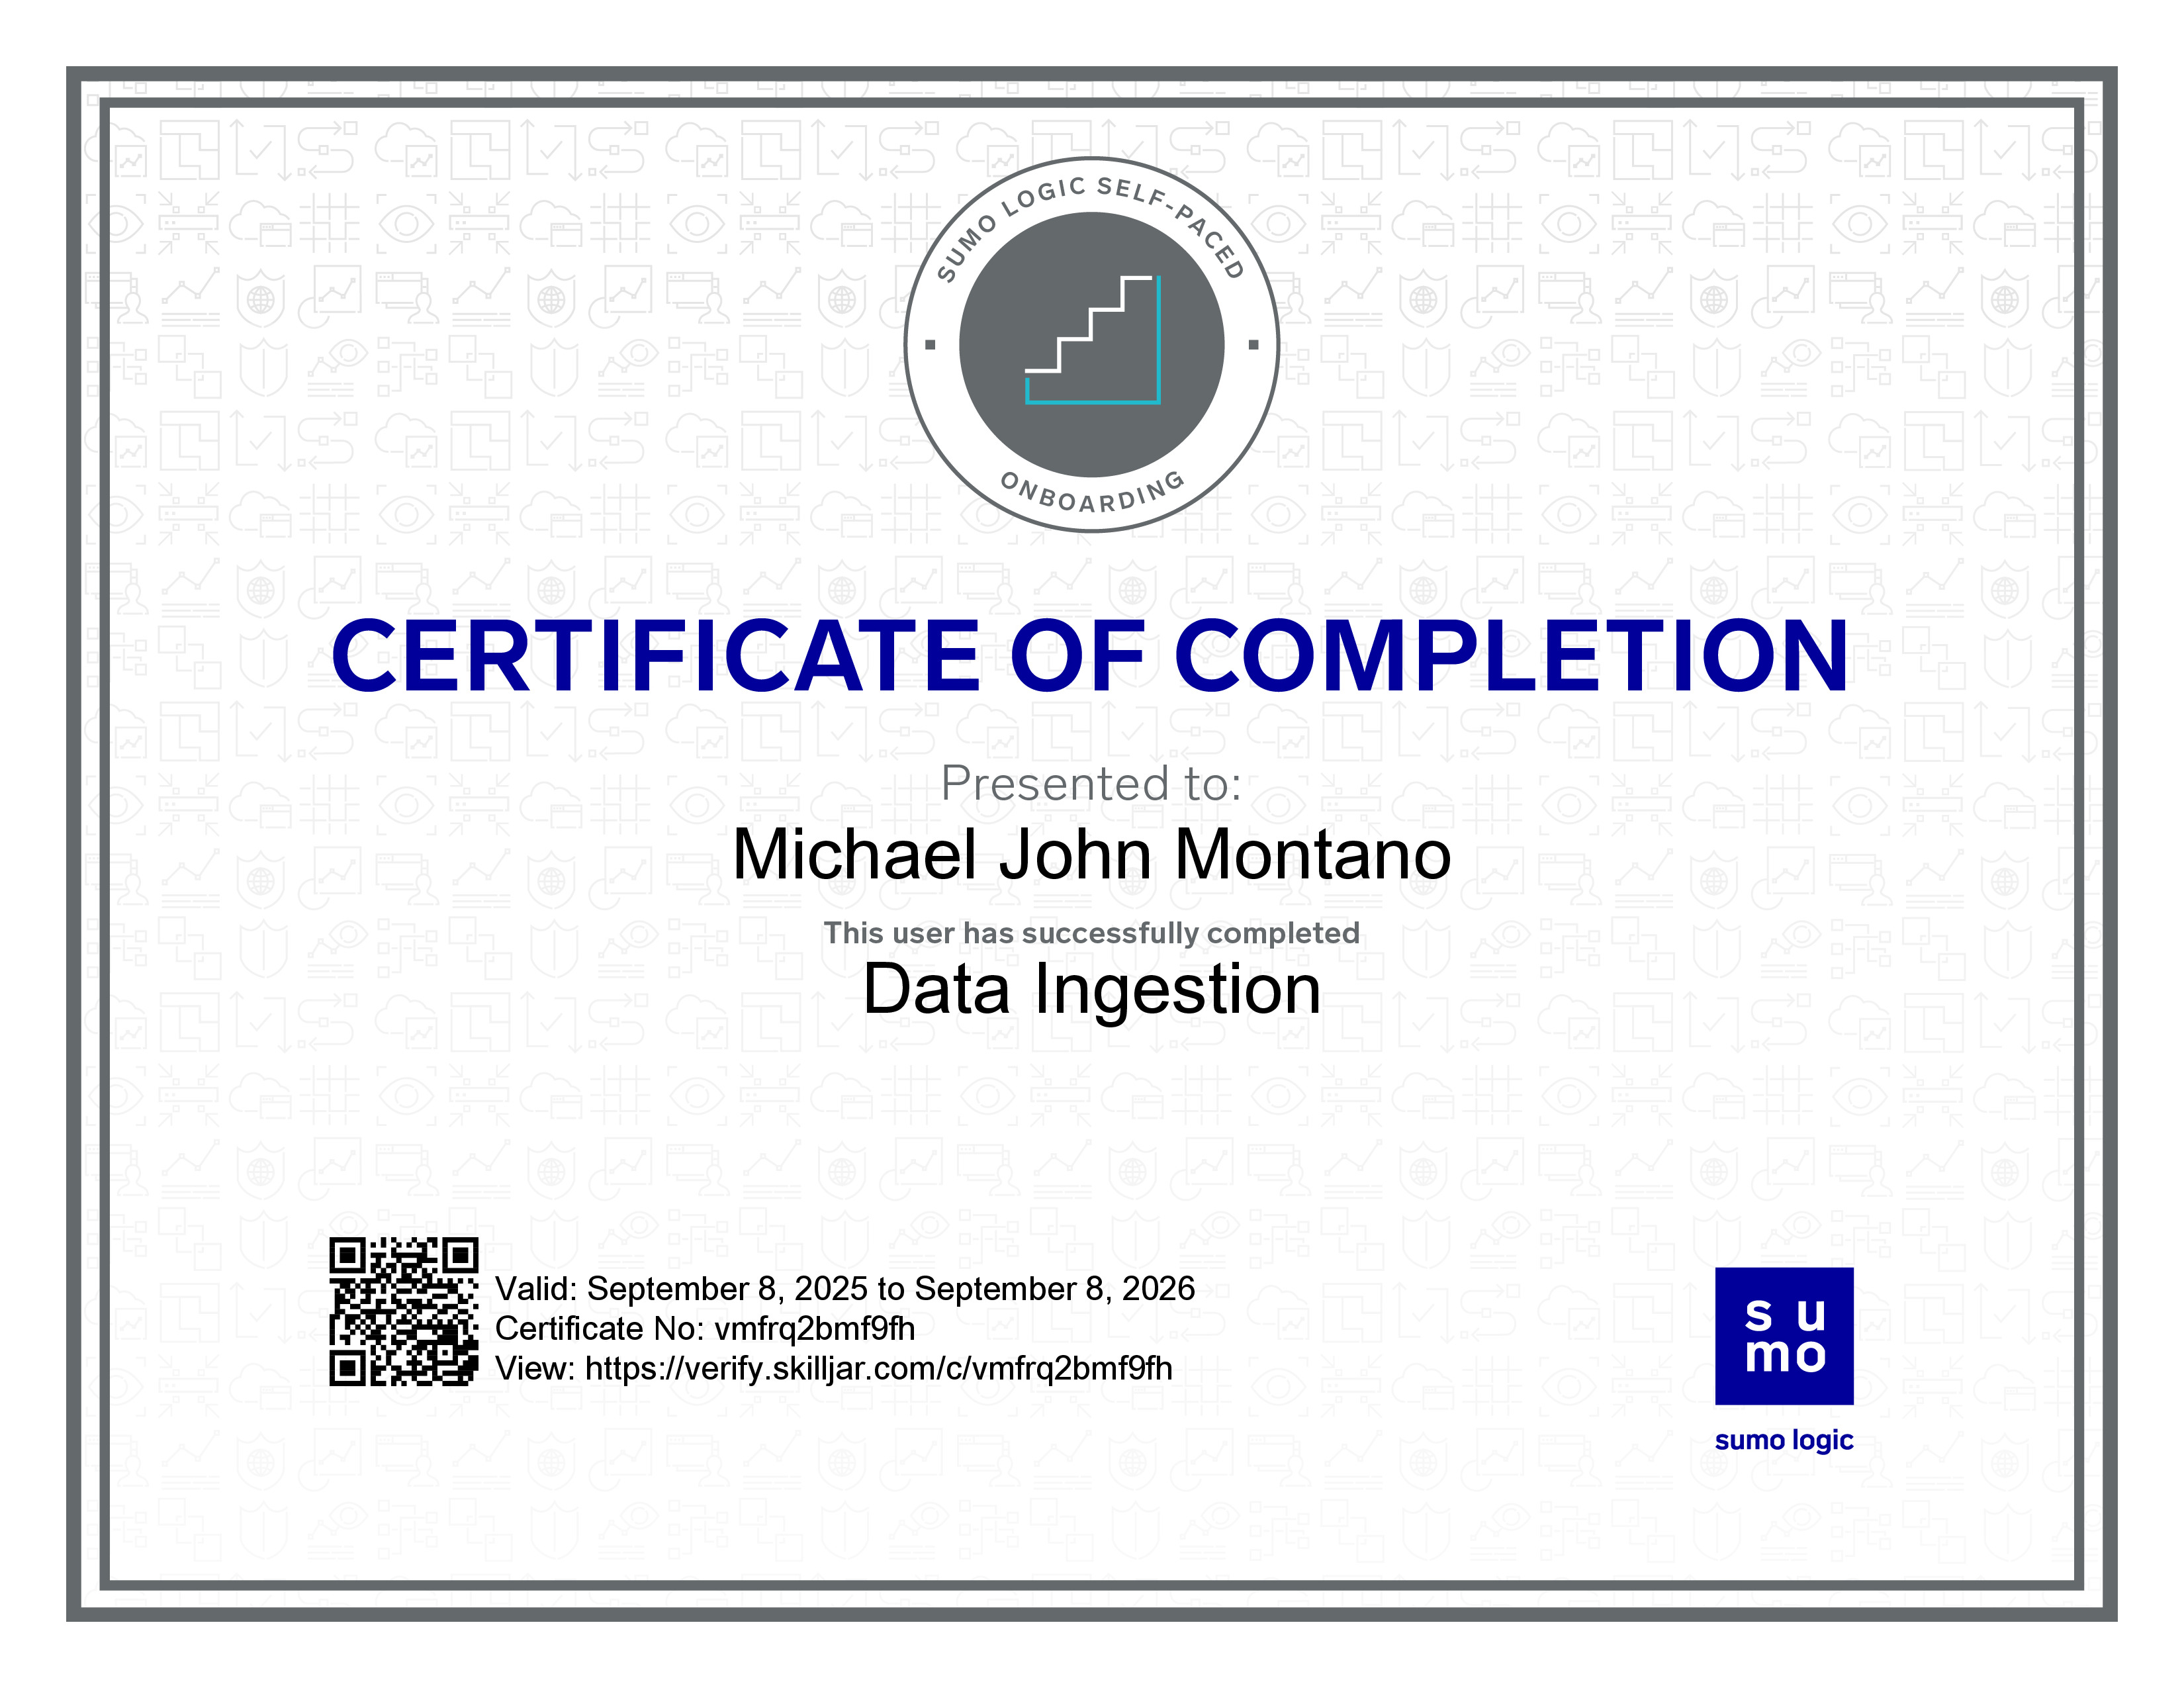 SUMO LOGIC SELF-PACED
ONBOARDING
CERTIFICATE OF COMPLETION
Presented to:
Michael John Montano
This user has successfully completed
Data Ingestion
Valid: September 8, 2025 to September 8, 2026
Certificate No: vmfrq2bmf9fh
View: https://verify.skilljar.com/c/vmfrq2bmf9fh
su
mo
sumo logic